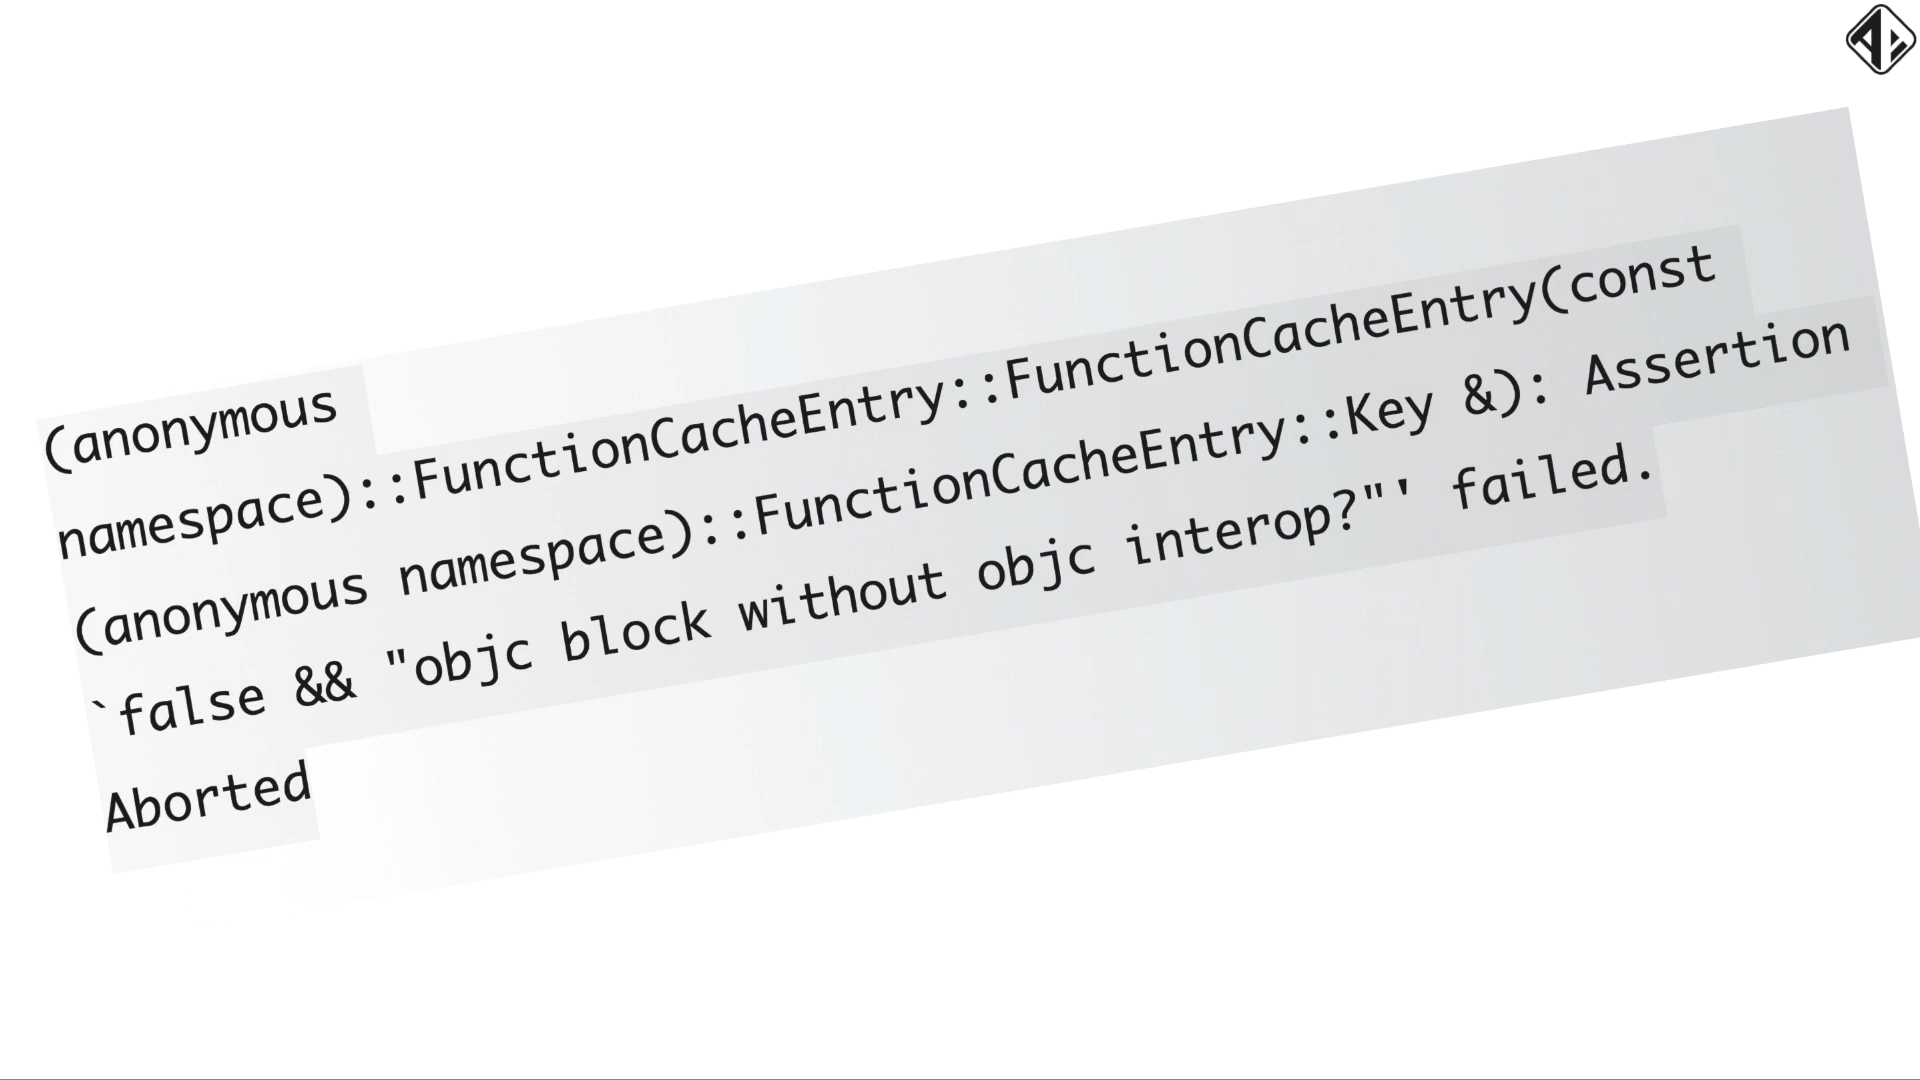 (anonymous
namespace)::FunctionCacheEntry::FunctionCacheEntry(const
(anonymous namespace)::FunctionCacheEntry::Key &): Assertion
`false && "objc block without objc interop?"' failed.
Aborted